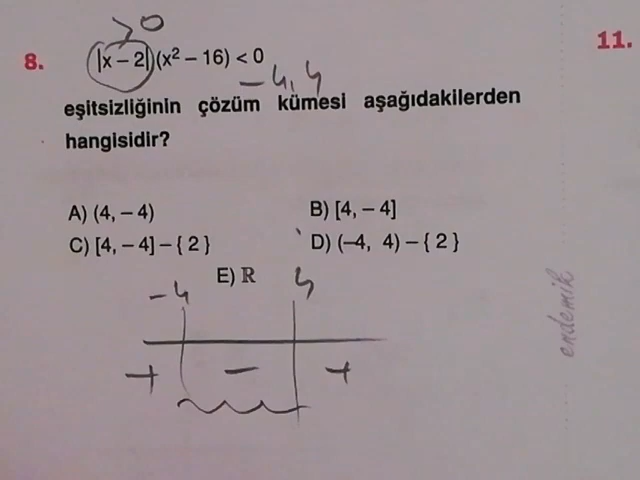 >0
8. |x – 2|(x² – 16) < 0
11.
–4, 4
eşitsizliğinin çözüm kümesi aşağıdakilerden
hangisidir?
A) (4, – 4)
B) [4, – 4]
C) [4, – 4] – { 2 }
D) (–4, 4) – { 2 }
E) ℝ
–4 4
+ – +
endemik